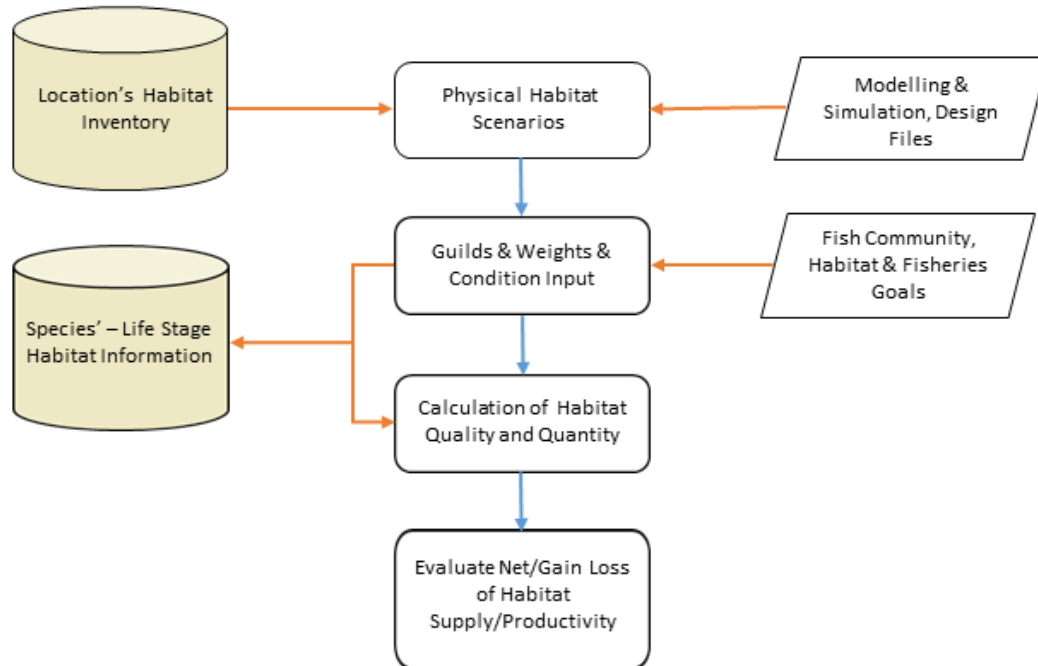 Location's Habitat
Inventory
Physical Habitat
Scenarios
Modelling &
Simulation, Design
Files
Guilds & Weights &
Condition Input
Fish Community,
Habitat & Fisheries
Goals
Species' – Life Stage
Habitat Information
Calculation of Habitat
Quality and Quantity
Evaluate Net/Gain Loss
of Habitat
Supply/Productivity